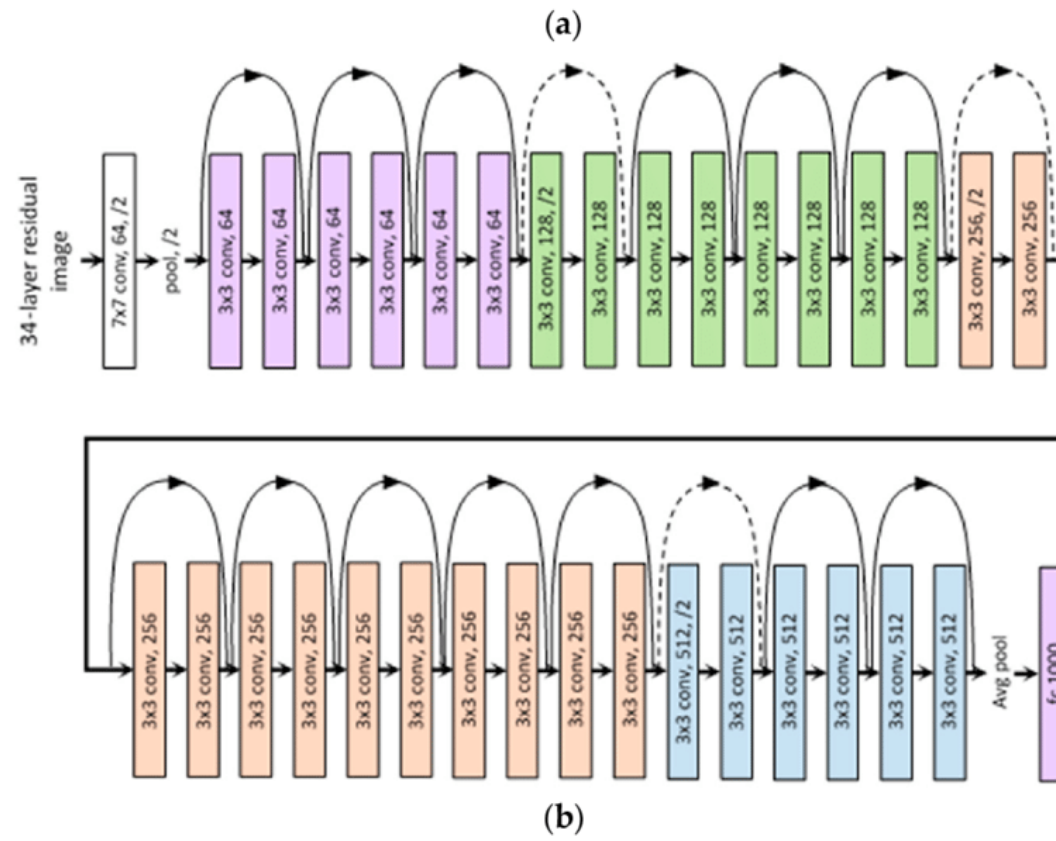 (a)
34-layer residual
image
7x7 conv, 64, /2
pool, /2
3x3 conv, 64
3x3 conv, 64
3x3 conv, 64
3x3 conv, 64
3x3 conv, 64
3x3 conv, 64
3x3 conv, 128, /2
3x3 conv, 128
3x3 conv, 128
3x3 conv, 128
3x3 conv, 128
3x3 conv, 128
3x3 conv, 128
3x3 conv, 128
3x3 conv, 256, /2
3x3 conv, 256
3x3 conv, 256
3x3 conv, 256
3x3 conv, 256
3x3 conv, 256
3x3 conv, 256
3x3 conv, 256
3x3 conv, 256
3x3 conv, 256
3x3 conv, 256
3x3 conv, 256
3x3 conv, 512, /2
3x3 conv, 512
3x3 conv, 512
3x3 conv, 512
3x3 conv, 512
3x3 conv, 512
Avg pool
fc 1000
(b)